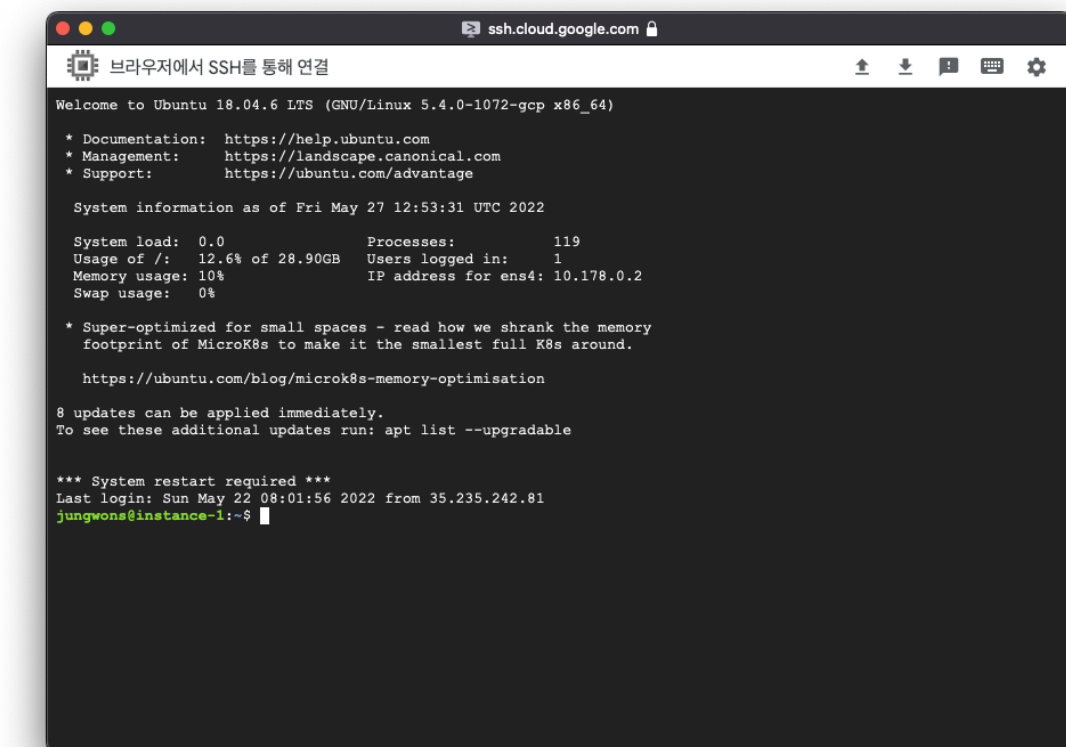 ssh.cloud.google.com
브라우저에서 SSH를 통해 연결
Welcome to Ubuntu 18.04.6 LTS (GNU/Linux 5.4.0-1072-gcp x86_64)
* Documentation:  https://help.ubuntu.com
* Management:     https://landscape.canonical.com
* Support:        https://ubuntu.com/advantage
System information as of Fri May 27 12:53:31 UTC 2022
System load:  0.0                Processes:           119
Usage of /:   12.6% of 28.90GB   Users logged in:     1
Memory usage: 10%                IP address for ens4: 10.178.0.2
Swap usage:   0%
* Super-optimized for small spaces - read how we shrank the memory
footprint of MicroK8s to make it the smallest full K8s around.
https://ubuntu.com/blog/microk8s-memory-optimisation
8 updates can be applied immediately.
To see these additional updates run: apt list --upgradable
*** System restart required ***
Last login: Sun May 22 08:01:56 2022 from 35.235.242.81
jungwons@instance-1:~$